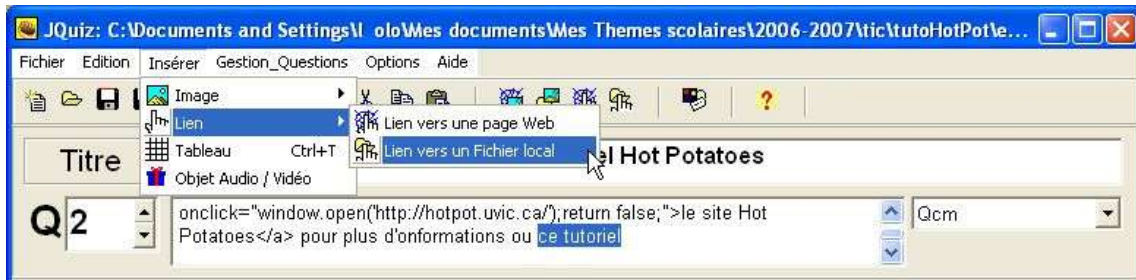 JQuiz: C:\Documents and Settings\l olo\Mes documents\Mes Themes scolaires\2006-2007\tic\tutoHotPot\e...
Fichier Edition Insérer Gestion_Questions Options Aide
Image
Lien
Lien vers une page Web
Tableau Ctrl+T
Lien vers un Fichier local
Objet Audio / Vidéo
Titre
el Hot Potatoes
Q 2
onclick="window.open('http://hotpot.uvic.ca/');return false;">le site Hot
Potatoes</a> pour plus d'onformations ou ce tutoriel
Qcm